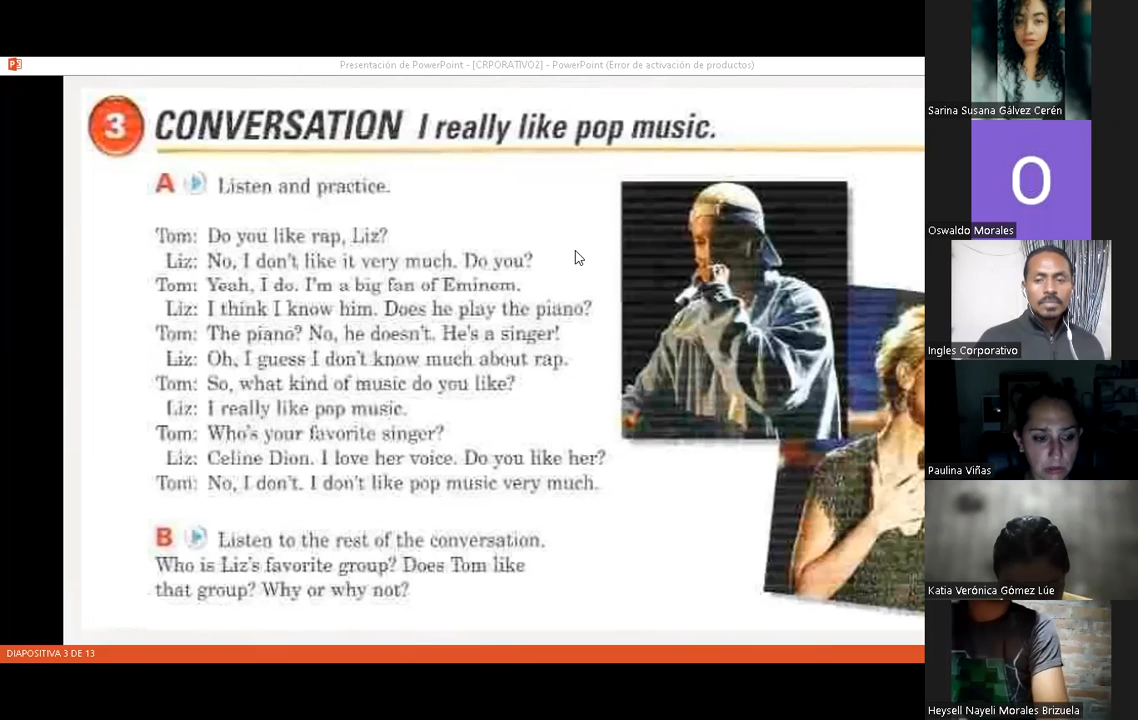 Presentación de PowerPoint - [CRPORATIVO2] - PowerPoint (Error de activación de productos)
3 CONVERSATION I really like pop music.
A Listen and practice.
Tom: Do you like rap, Liz?
Liz: No, I don't like it very much. Do you?
Tom: Yeah, I do. I'm a big fan of Eminem.
Liz: I think I know him. Does he play the piano?
Tom: The piano? No, he doesn't. He's a singer!
Liz: Oh, I guess I don't know much about rap.
Tom: So, what kind of music do you like?
Liz: I really like pop music.
Tom: Who's your favorite singer?
Liz: Celine Dion. I love her voice. Do you like her?
Tom: No, I don't. I don't like pop music very much.
B Listen to the rest of the conversation.
Who is Liz's favorite group? Does Tom like
that group? Why or why not?
DIAPOSITIVA 3 DE 13
Sarina Susana Gálvez Cerén
O
Oswaldo Morales
Ingles Corporativo
Paulina Viñas
Katia Verónica Gómez Lúe
Heysell Nayeli Morales Brizuela